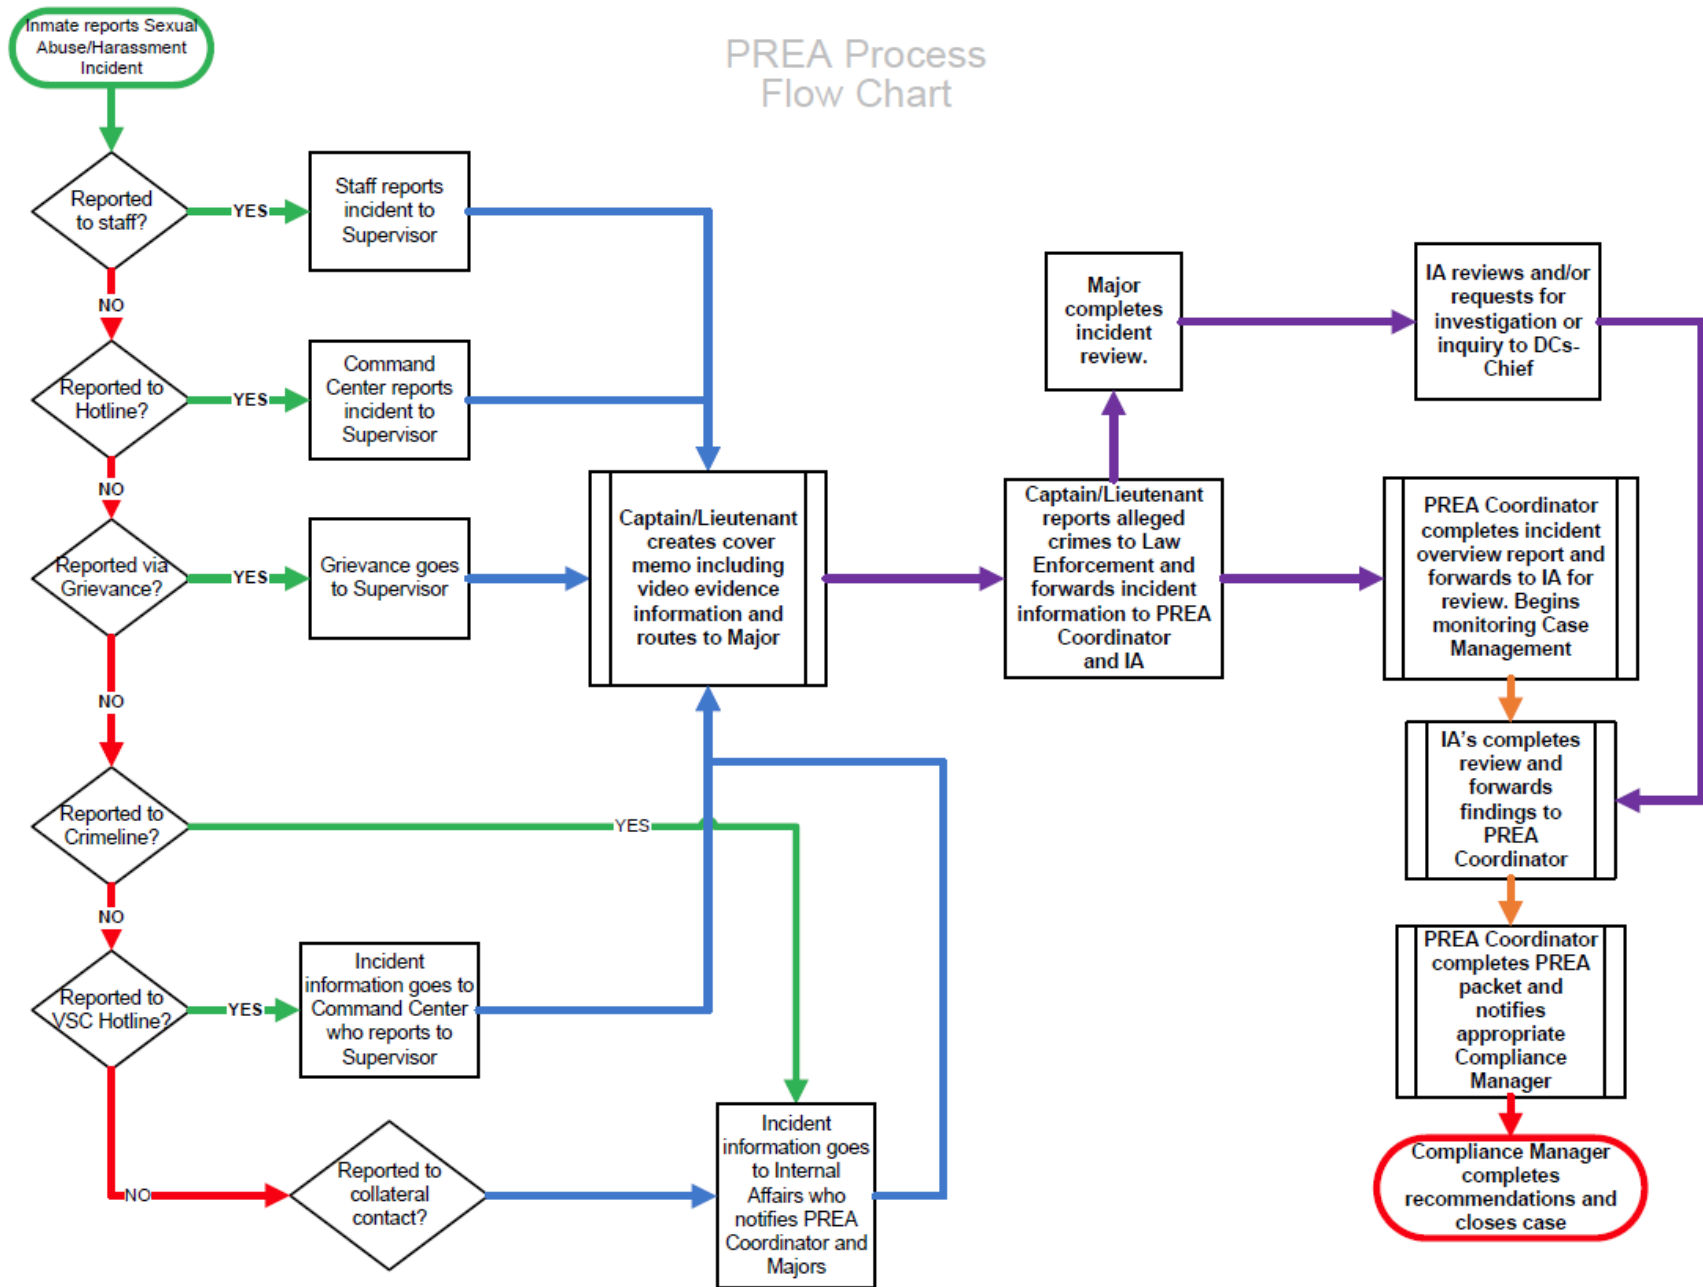 Inmate reports Sexual
Abuse/Harassment
Incident
PREA Process
Flow Chart
Reported
to staff?
YES
Staff reports
incident to
Supervisor
NO
Reported to
Hotline?
YES
Command
Center reports
incident to
Supervisor
NO
Reported via
Grievance?
YES
Grievance goes
to Supervisor
NO
Reported to
Crimeline?
YES
NO
Reported to
VSC Hotline?
YES
Incident
information goes to
Command Center
who reports to
Supervisor
NO
Reported to
collateral
contact?
Incident
information goes
to Internal
Affairs who
notifies PREA
Coordinator and
Majors
Captain/Lieutenant
creates cover
memo including
video evidence
information and
routes to Major
Captain/Lieutenant
reports alleged
crimes to Law
Enforcement and
forwards incident
information to PREA
Coordinator
and IA
Major
completes
incident
review.
IA reviews and/or
requests for
investigation or
inquiry to DCs-
Chief
PREA Coordinator
completes incident
overview report and
forwards to IA for
review. Begins
monitoring Case
Management
IA's completes
review and
forwards
findings to
PREA
Coordinator
PREA Coordinator
completes PREA
packet and
notifies
appropriate
Compliance
Manager
Compliance Manager
completes
recommendations and
closes case